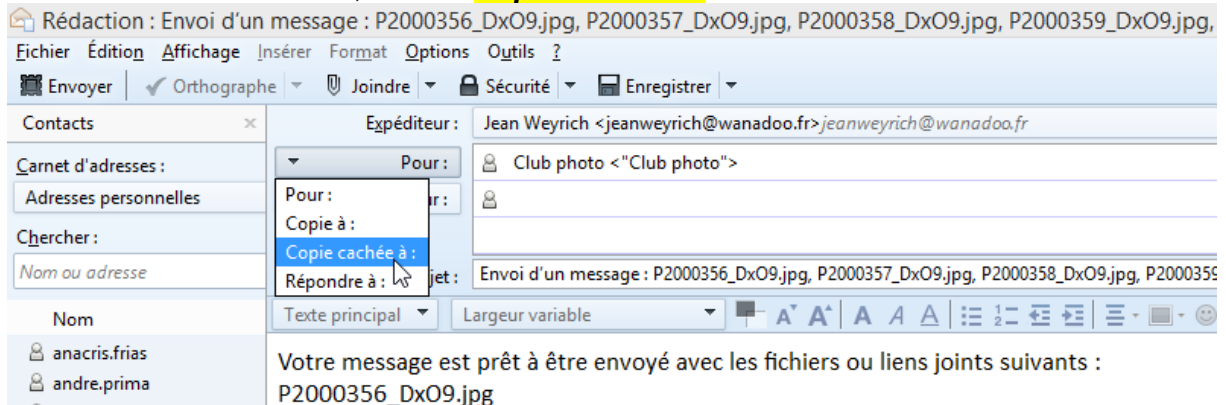 Rédaction : Envoi d'un message : P2000356_DxO9.jpg, P2000357_DxO9.jpg, P2000358_DxO9.jpg, P2000359_DxO9.jpg,
Fichier Édition Affichage Insérer Format Options Outils ?
Envoyer Orthographe Joindre Sécurité Enregistrer
Contacts × Expéditeur : Jean Weyrich <jeanweyrich@wanadoo.fr> jeanweyrich@wanadoo.fr
Carnet d'adresses : Pour : Club photo <"Club photo">
Adresses personnelles Pour : ur :
Copie à :
Chercher : Copie cachée à :
Nom ou adresse Répondre à : jet : Envoi d'un message : P2000356_DxO9.jpg, P2000357_DxO9.jpg, P2000358_DxO9.jpg, P2000359
Texte principal Largeur variable
Nom
anacris.frias Votre message est prêt à être envoyé avec les fichiers ou liens joints suivants :
andre.prima P2000356_DxO9.jpg